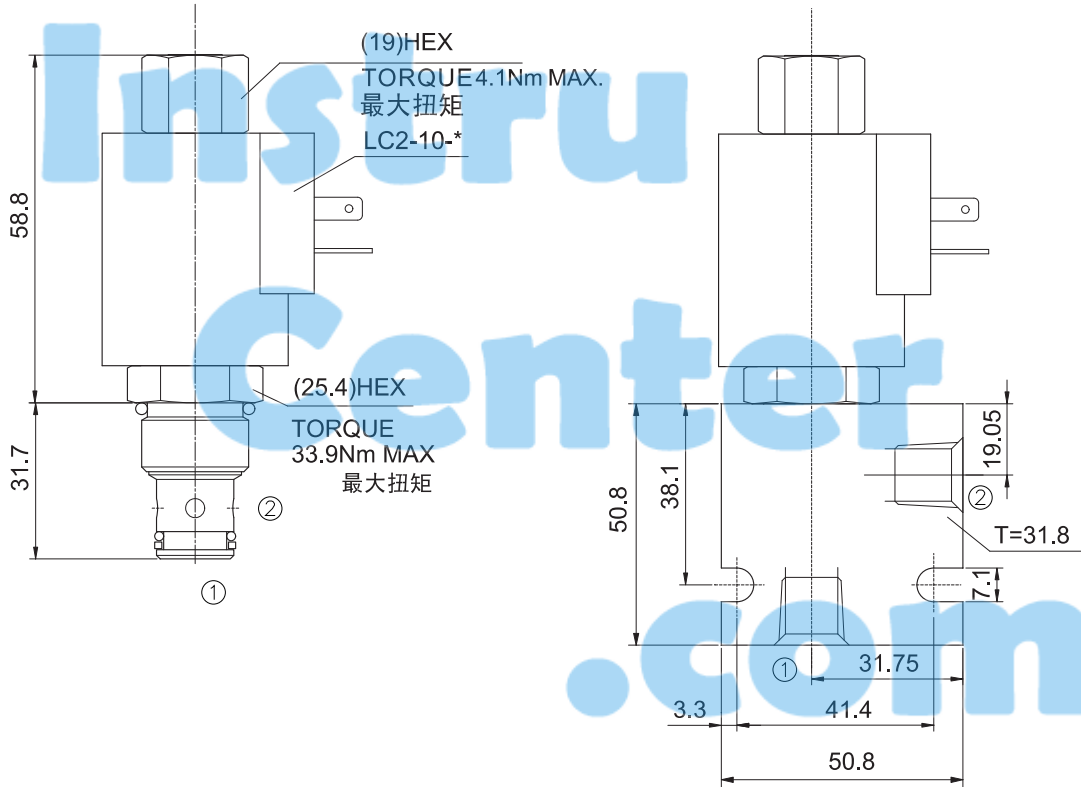 (19)HEX
TORQUE4.1Nm MAX.
最大扭矩
LC2-10-*
58.8
(25.4)HEX
TORQUE
33.9Nm MAX
最大扭矩
31.7
②
①
50.8
38.1
19.05
②
T=31.8
7.1
①
31.75
3.3
41.4
50.8
Instru
Center
.com